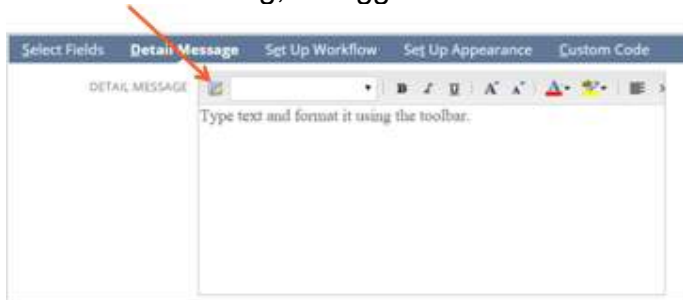 Select Fields Detail Message Set Up Workflow Set Up Appearance Custom Code
DETAIL MESSAGE B I U A A A
Type text and format it using the toolbar.